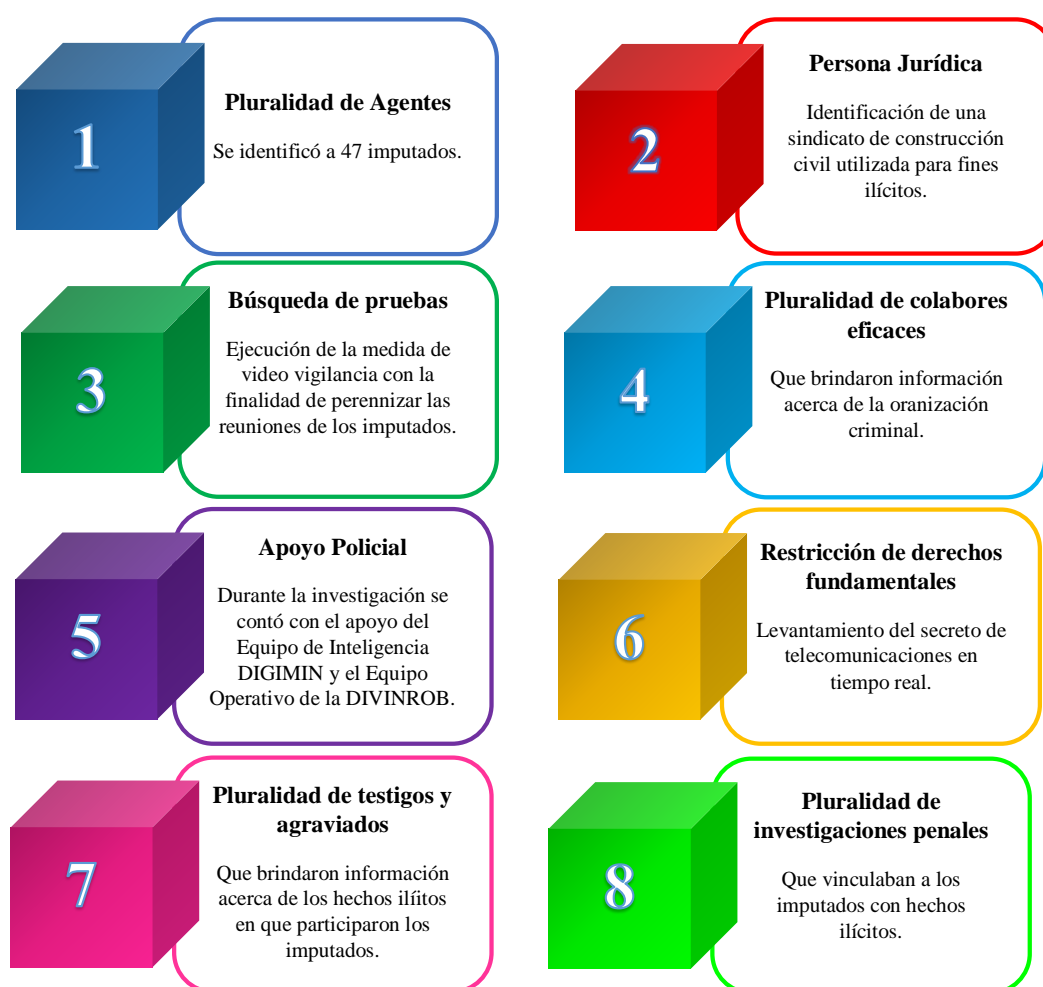 1
Pluralidad de Agentes
Se identificó a 47 imputados.
2
Persona Jurídica
Identificación de una
sindicato de construcción
civil utilizada para fines
ilícitos.
3
Búsqueda de pruebas
Ejecución de la medida de
video vigilancia con la
finalidad de perennizar las
reuniones de los imputados.
4
Pluralidad de colabores
eficaces
Que brindaron información
acerca de la oranización
criminal.
5
Apoyo Policial
Durante la investigación se
contó con el apoyo del
Equipo de Inteligencia
DIGIMIN y el Equipo
Operativo de la DIVINROB.
6
Restricción de derechos
fundamentales
Levantamiento del secreto de
telecomunicaciones en
tiempo real.
7
Pluralidad de testigos y
agraviados
Que brindaron información
acerca de los hechos ilíitos
en que participaron los
imputados.
8
Pluralidad de
investigaciones penales
Que vinculaban a los
imputados con hechos
ilícitos.